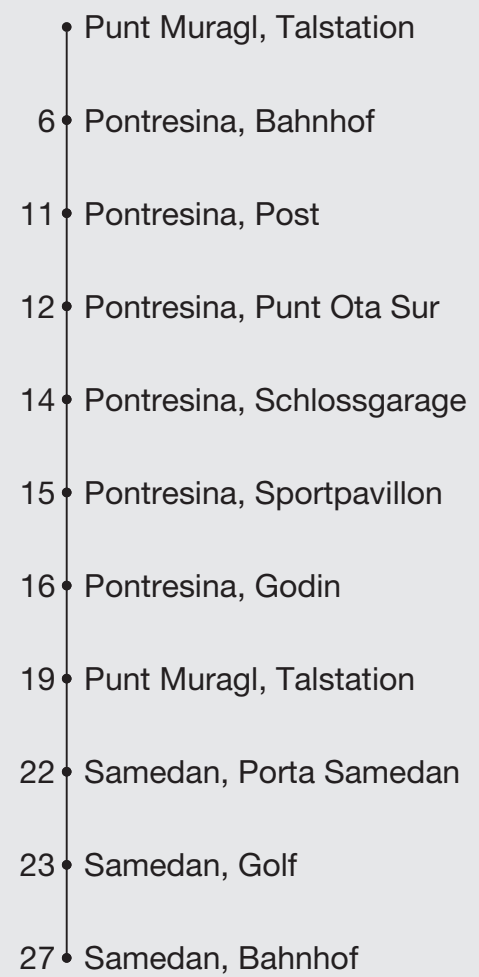 Punt Muragl, Talstation
6 Pontresina, Bahnhof
11 Pontresina, Post
12 Pontresina, Punt Ota Sur
14 Pontresina, Schlossgarage
15 Pontresina, Sportpavillon
16 Pontresina, Godin
19 Punt Muragl, Talstation
22 Samedan, Porta Samedan
23 Samedan, Golf
27 Samedan, Bahnhof